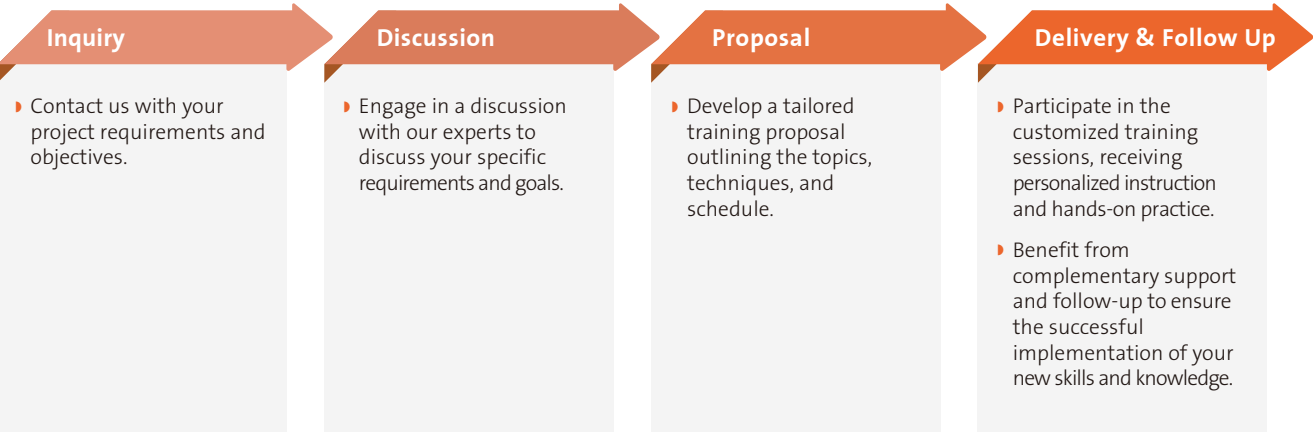 Inquiry
Contact us with your
project requirements and
objectives.
Discussion
Engage in a discussion
with our experts to
discuss your specific
requirements and goals.
Proposal
Develop a tailored
training proposal
outlining the topics,
techniques, and
schedule.
Delivery & Follow Up
Participate in the
customized training
sessions, receiving
personalized instruction
and hands-on practice.
Benefit from
complementary support
and follow-up to ensure
the successful
implementation of your
new skills and knowledge.